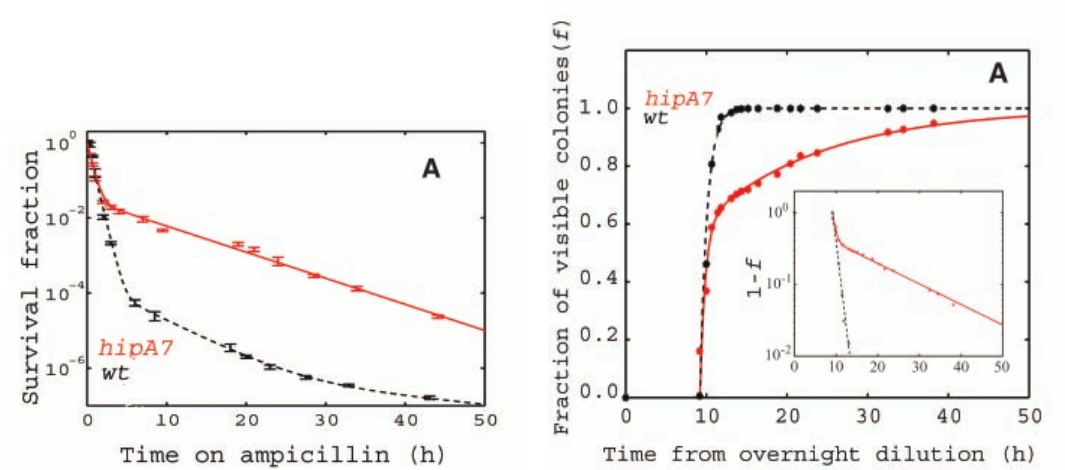 Survival fraction
10^0
10^-2
10^-4
10^-6
A
hipA7
wt
0 10 20 30 40 50
Time on ampicillin (h)
Fraction of visible colonies(f)
1.0
0.8
0.6
0.4
0.2
0.0
hipA7
wt
A
1-f
10^0
10^-1
10^-2
0 10 20 30 40 50
0 10 20 30 40 50
Time from overnight dilution (h)